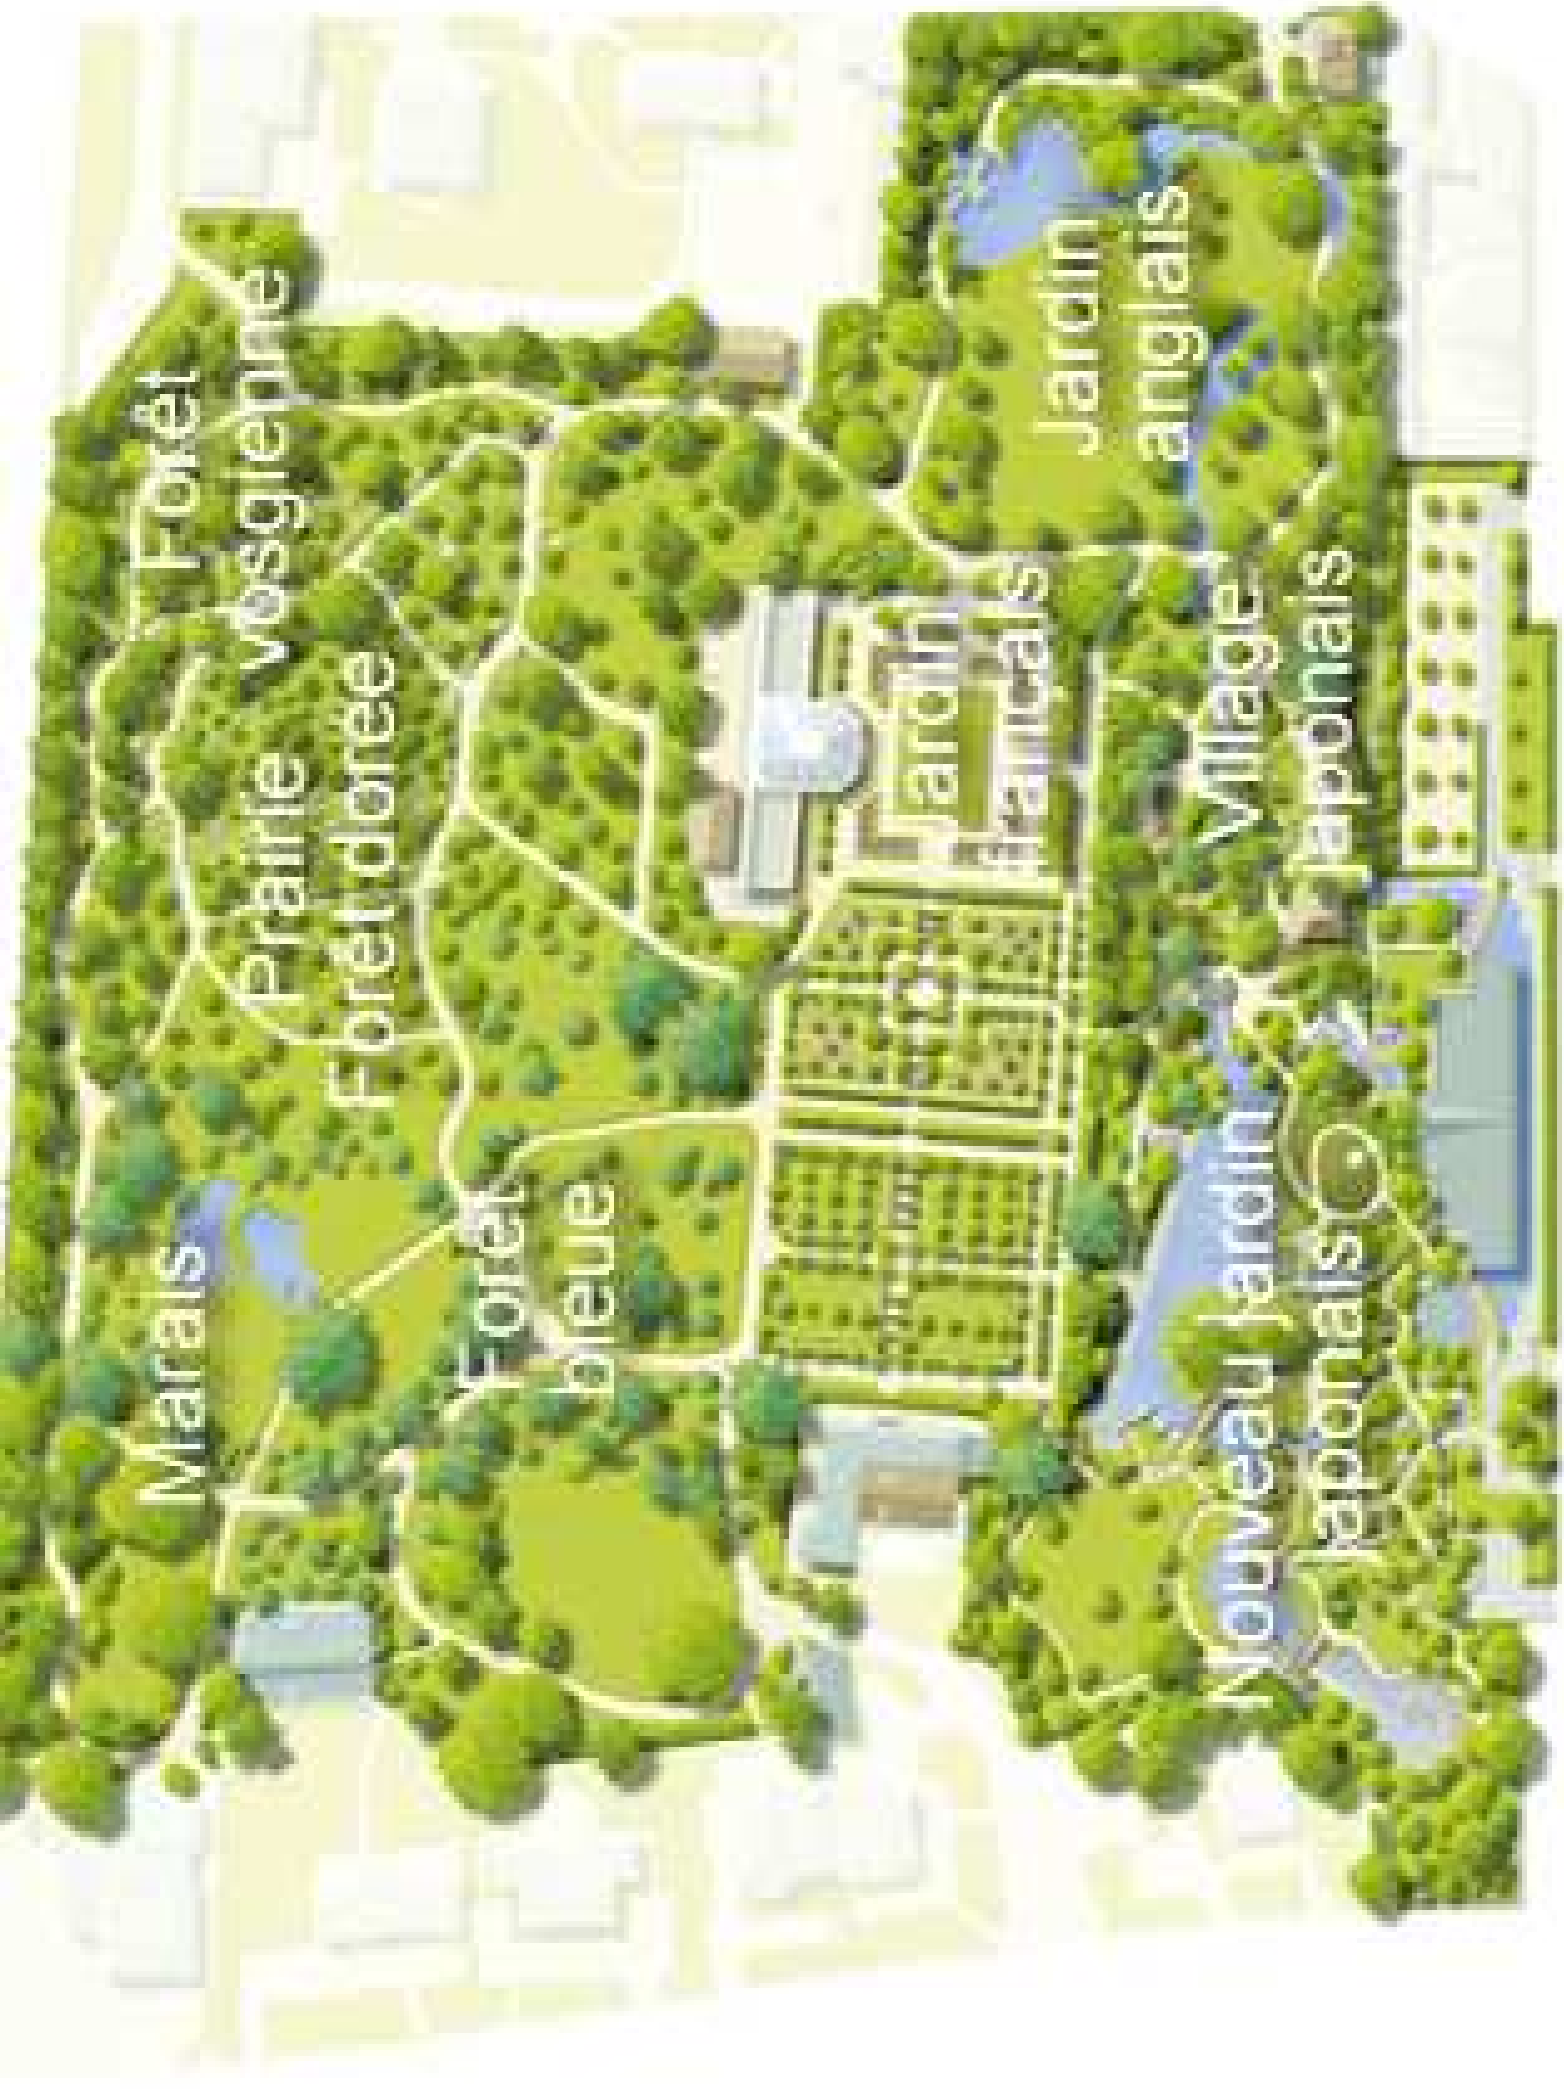 Marais
Prairie
Forêt dorée
Forêt
vosgienne
Forêt
bleue
Jardin
français
Jardin
anglais
Village
japonais
Nouveau Jardin
japonais